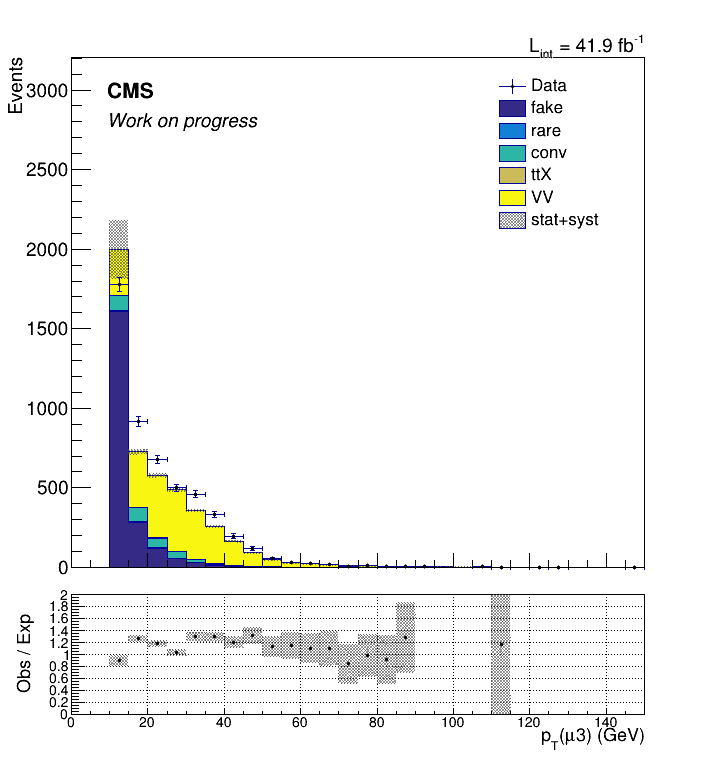 L_int = 41.9 fb⁻¹
Events
CMS
Work on progress
Data
fake
rare
conv
ttX
VV
stat+syst
3000
2500
2000
1500
1000
500
0
Obs / Exp
2
1.8
1.6
1.4
1.2
1
0.8
0.6
0.4
0.2
0
0 20 40 60 80 100 120 140
p_T(μ3) (GeV)